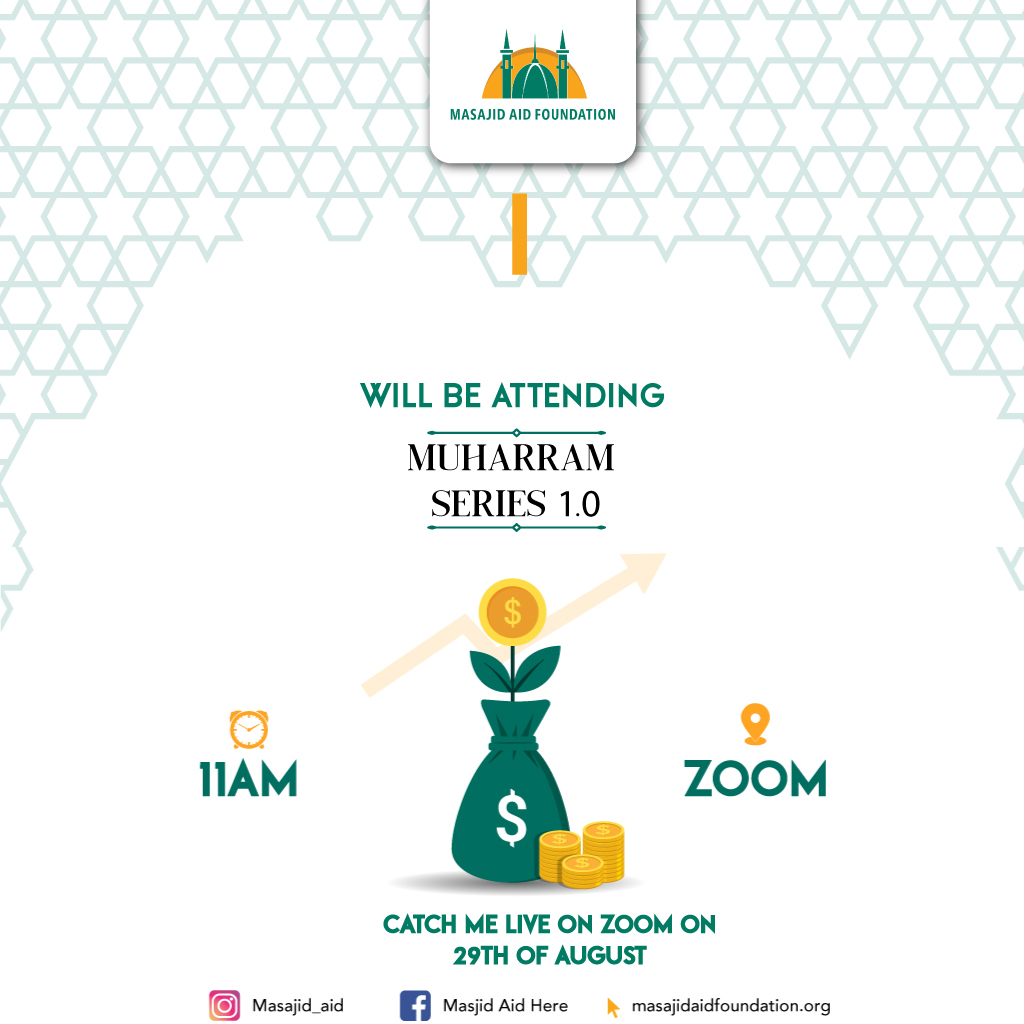 MASAJID AID FOUNDATION
I
WILL BE ATTENDING
MUHARRAM
SERIES 1.0
$
11AM
ZOOM
$
$
$
$
CATCH ME LIVE ON ZOOM ON
29TH OF AUGUST
Masajid_aid
Masjid Aid Here
masajidaidfoundation.org